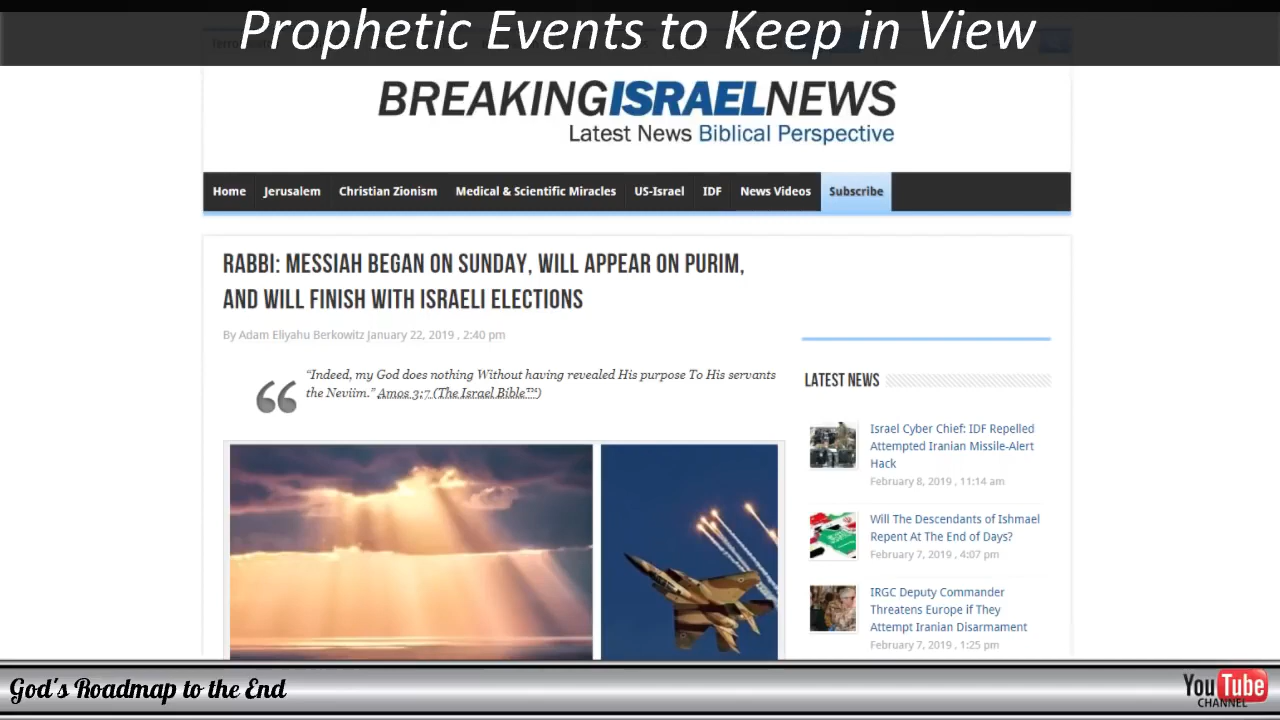 Prophetic Events to Keep in View
BREAKINGISRAELNEWS
Latest News Biblical Perspective
Home Jerusalem Christian Zionism Medical & Scientific Miracles US-Israel IDF News Videos Subscribe
RABBI: MESSIAH BEGAN ON SUNDAY, WILL APPEAR ON PURIM,
AND WILL FINISH WITH ISRAELI ELECTIONS
By Adam Eliyahu Berkowitz January 22, 2019 , 2:40 pm
“Indeed, my God does nothing Without having revealed His purpose To His servants
the Neviim.” Amos 3:7 (The Israel Bible™)
LATEST NEWS
Israel Cyber Chief: IDF Repelled
Attempted Iranian Missile-Alert
Hack
February 8, 2019 , 11:14 am
Will The Descendants of Ishmael
Repent At The End of Days?
February 7, 2019 , 4:07 pm
IRGC Deputy Commander
Threatens Europe if They
Attempt Iranian Disarmament
February 7, 2019 , 1:25 pm
God's Roadmap to the End
YouTube
CHANNEL